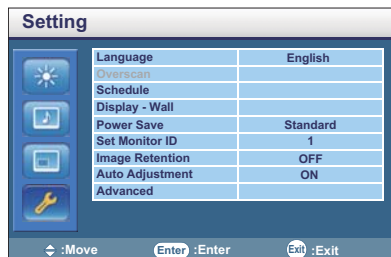 Setting
Language English
Overscan
Schedule
Display - Wall
Power Save Standard
Set Monitor ID 1
Image Retention OFF
Auto Adjustment ON
Advanced
:Move Enter :Enter Exit :Exit